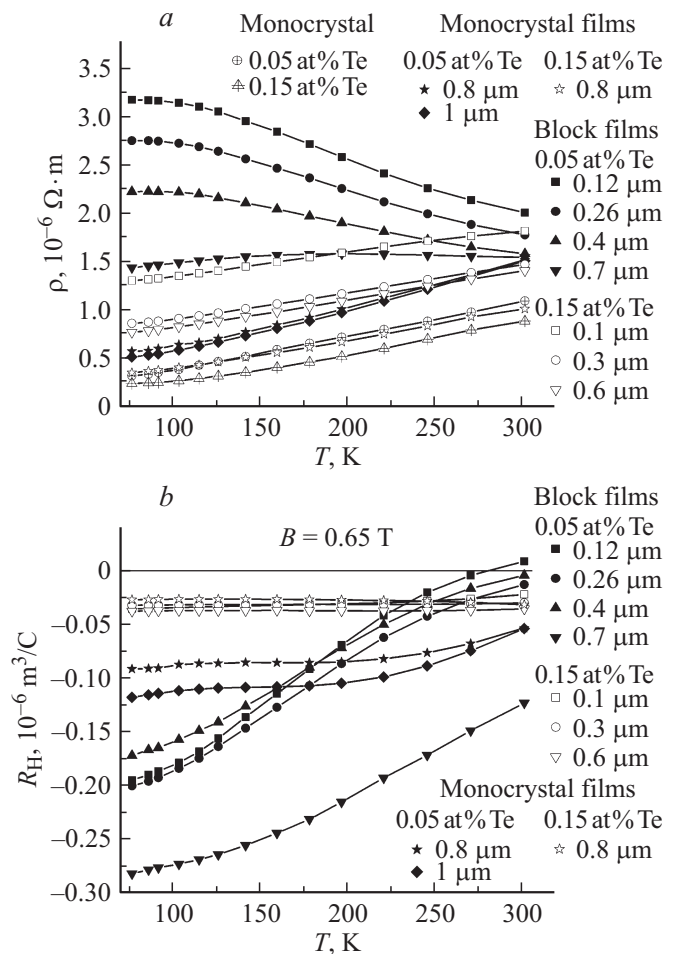 a Monocrystal Monocrystal films
0.05 at% Te 0.05 at% Te 0.15 at% Te
0.15 at% Te 0.8 μm 0.8 μm
1 μm
Block films
0.05 at% Te
0.12 μm
0.26 μm
0.4 μm
0.7 μm
0.15 at% Te
0.1 μm
0.3 μm
0.6 μm
3.5
3.0
2.5
2.0
1.5
1.0
0.5
0
ρ, 10⁻⁶ Ω·m
100 150 200 250 300
T, K
b Block films
0.05 at% Te
B = 0.65 T
0.12 μm
0.26 μm
0.4 μm
0.7 μm
0.15 at% Te
0.1 μm
0.3 μm
0.6 μm
Monocrystal films
0.05 at% Te 0.15 at% Te
0.8 μm 0.8 μm
1 μm
0
–0.05
–0.10
–0.15
–0.20
–0.25
–0.30
R_H, 10⁻⁶ m³/C
100 150 200 250 300
T, K